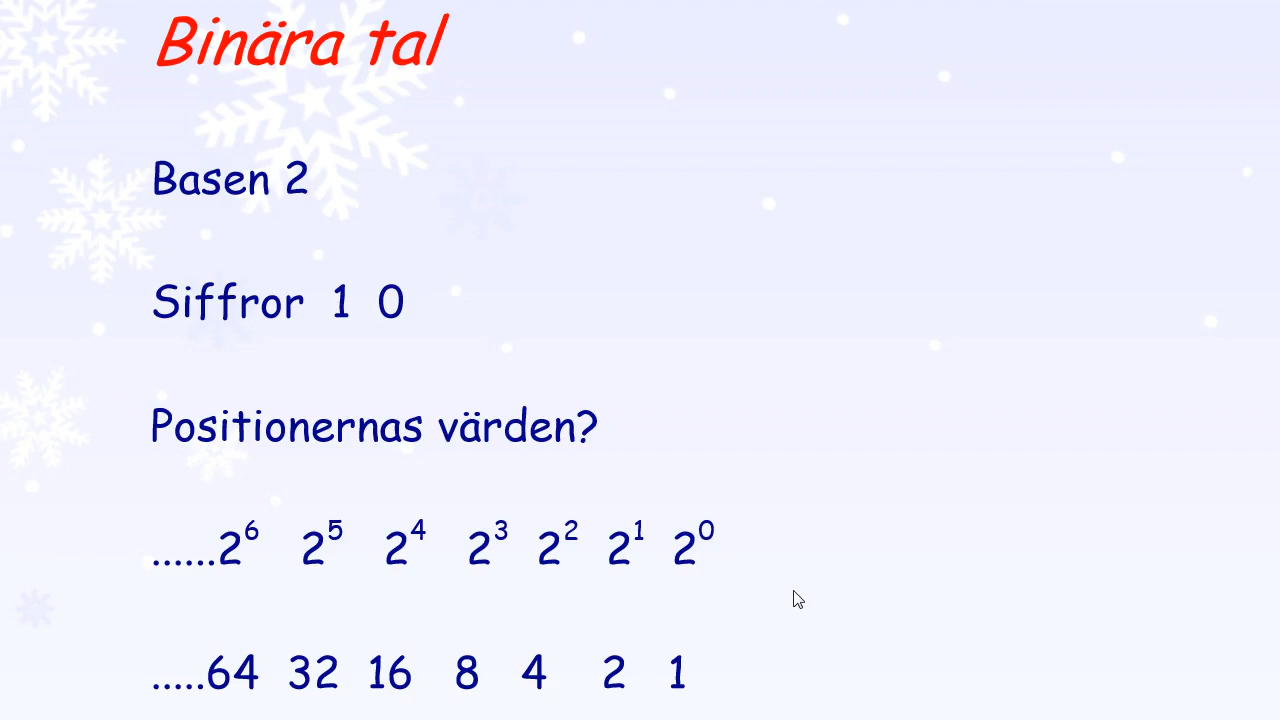 Binära tal
Basen 2
Siffror 1 0
Positionernas värden?
......2⁶ 2⁵ 2⁴ 2³ 2² 2¹ 2⁰
.....64 32 16 8 4 2 1